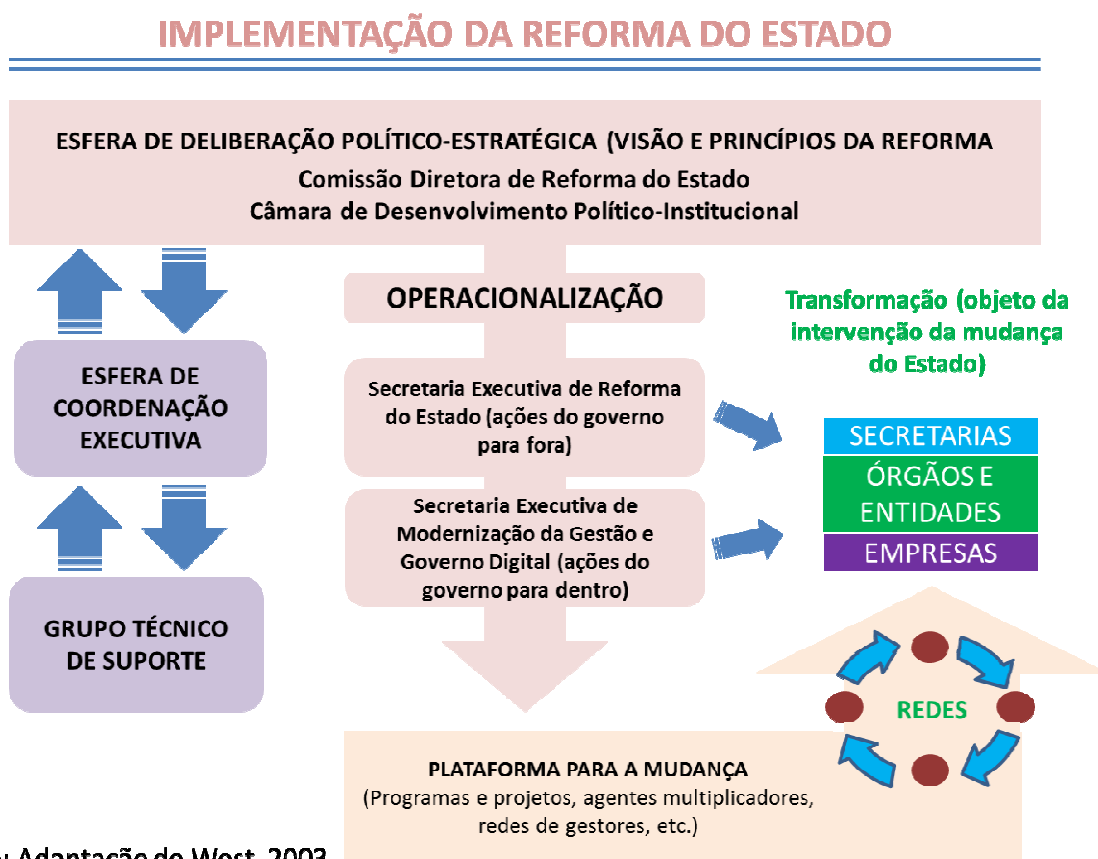 IMPLEMENTAÇÃO DA REFORMA DO ESTADO
ESFERA DE DELIBERAÇÃO POLÍTICO-ESTRATÉGICA (VISÃO E PRINCÍPIOS DA REFORMA
Comissão Diretora de Reforma do Estado
Câmara de Desenvolvimento Político-Institucional
ESFERA DE
COORDENAÇÃO
EXECUTIVA
GRUPO TÉCNICO
DE SUPORTE
OPERACIONALIZAÇÃO
Secretaria Executiva de Reforma
do Estado (ações do governo
para fora)
Secretaria Executiva de
Modernização da Gestão e
Governo Digital (ações do
governo para dentro)
Transformação (objeto da
intervenção da mudança
do Estado)
SECRETARIAS
ÓRGÃOS E
ENTIDADES
EMPRESAS
REDES
PLATAFORMA PARA A MUDANÇA
(Programas e projetos, agentes multiplicadores,
redes de gestores, etc.)
Adaptação de West, 2003